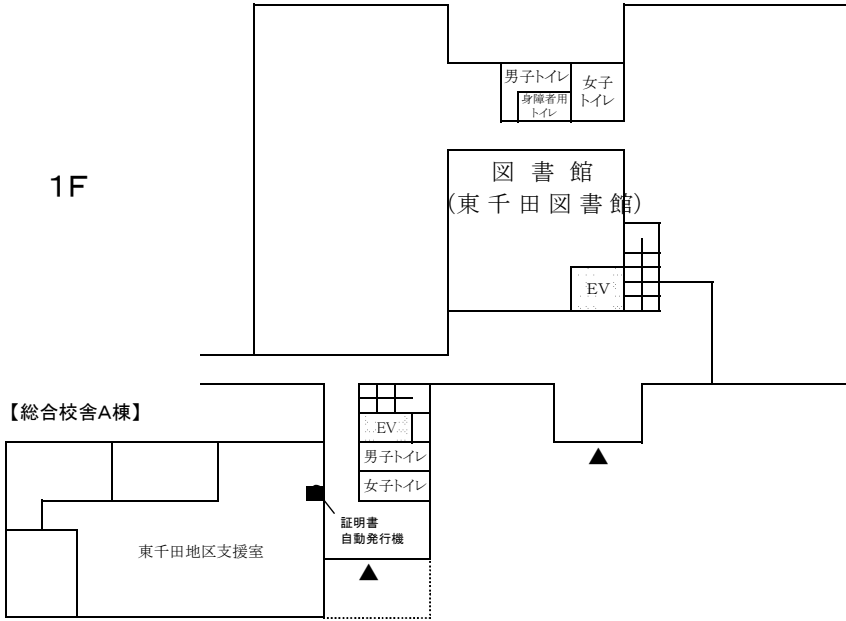 男子トイレ
女子
トイレ
身障者用
トイレ
1F
図 書 館
(東 千 田 図 書 館)
EV
【総合校舎A棟】
EV
男子トイレ
女子トイレ
証明書
自動発行機
東千田地区支援室